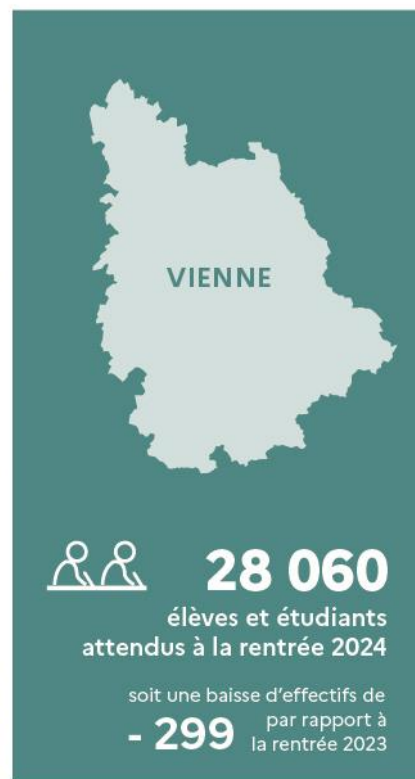 VIENNE
28 060
élèves et étudiants
attendus à la rentrée 2024
soit une baisse d’effectifs de
- 299 par rapport à
la rentrée 2023